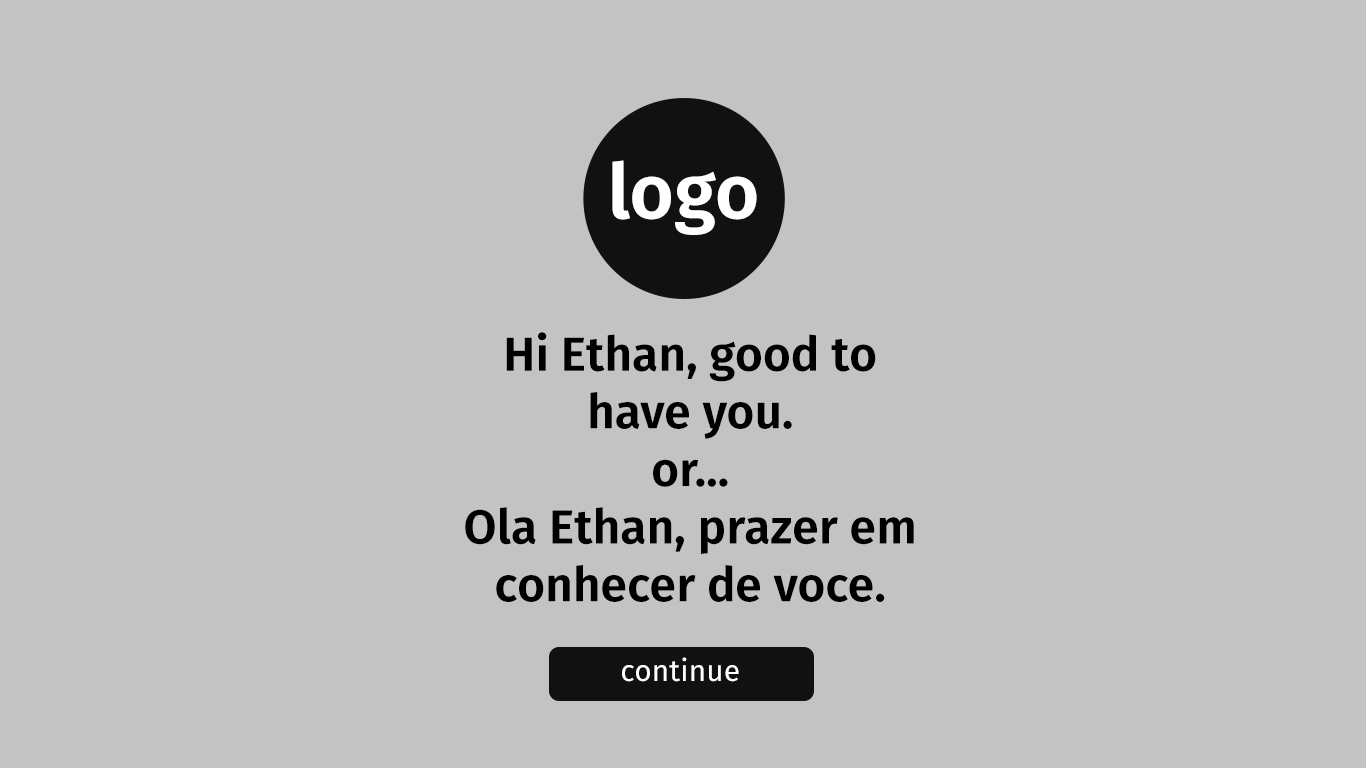 logo
Hi Ethan, good to
have you.
or...
Ola Ethan, prazer em
conhecer de voce.
continue